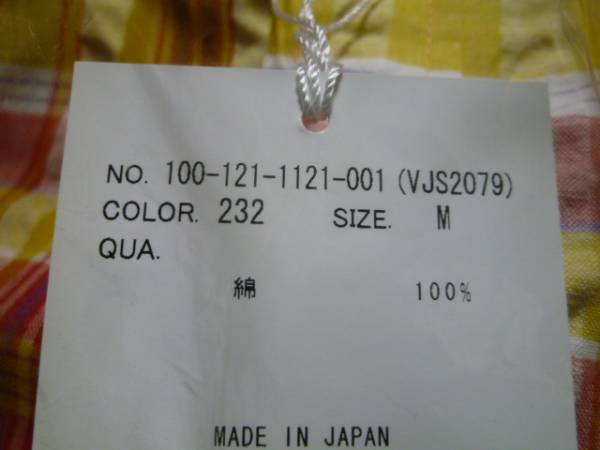 NO. 100-121-1121-001 (VJS2079)
COLOR. 232 SIZE. M
QUA.
綿 100%
MADE IN JAPAN